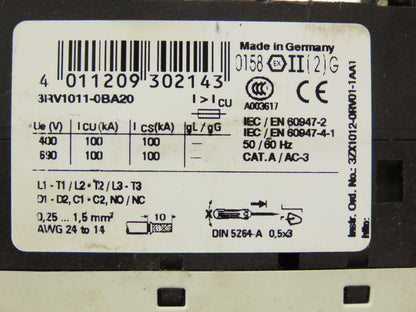 Made in Germany
4 011209 302143
0158 Ex II (2) G
3RV1011-0BA20
I > I CU
CCC
A003617
Ue (V) I CU (kA) I CS (kA) gL / gG
400 100 100 —
690 100 100 —
IEC / EN 60947-2
IEC / EN 60947-4-1
50 / 60 Hz
CAT. A / AC-3
L1 - T1 / L2 - T2 / L3 - T3
D1 - D2, C1 - C2, NO / NC
0,25 ... 1,5 mm²
AWG 24 to 14
10
DIN 5264-A 0,5x3
Instr. Ord. No.: 3ZX1012-0RV01-1AA1